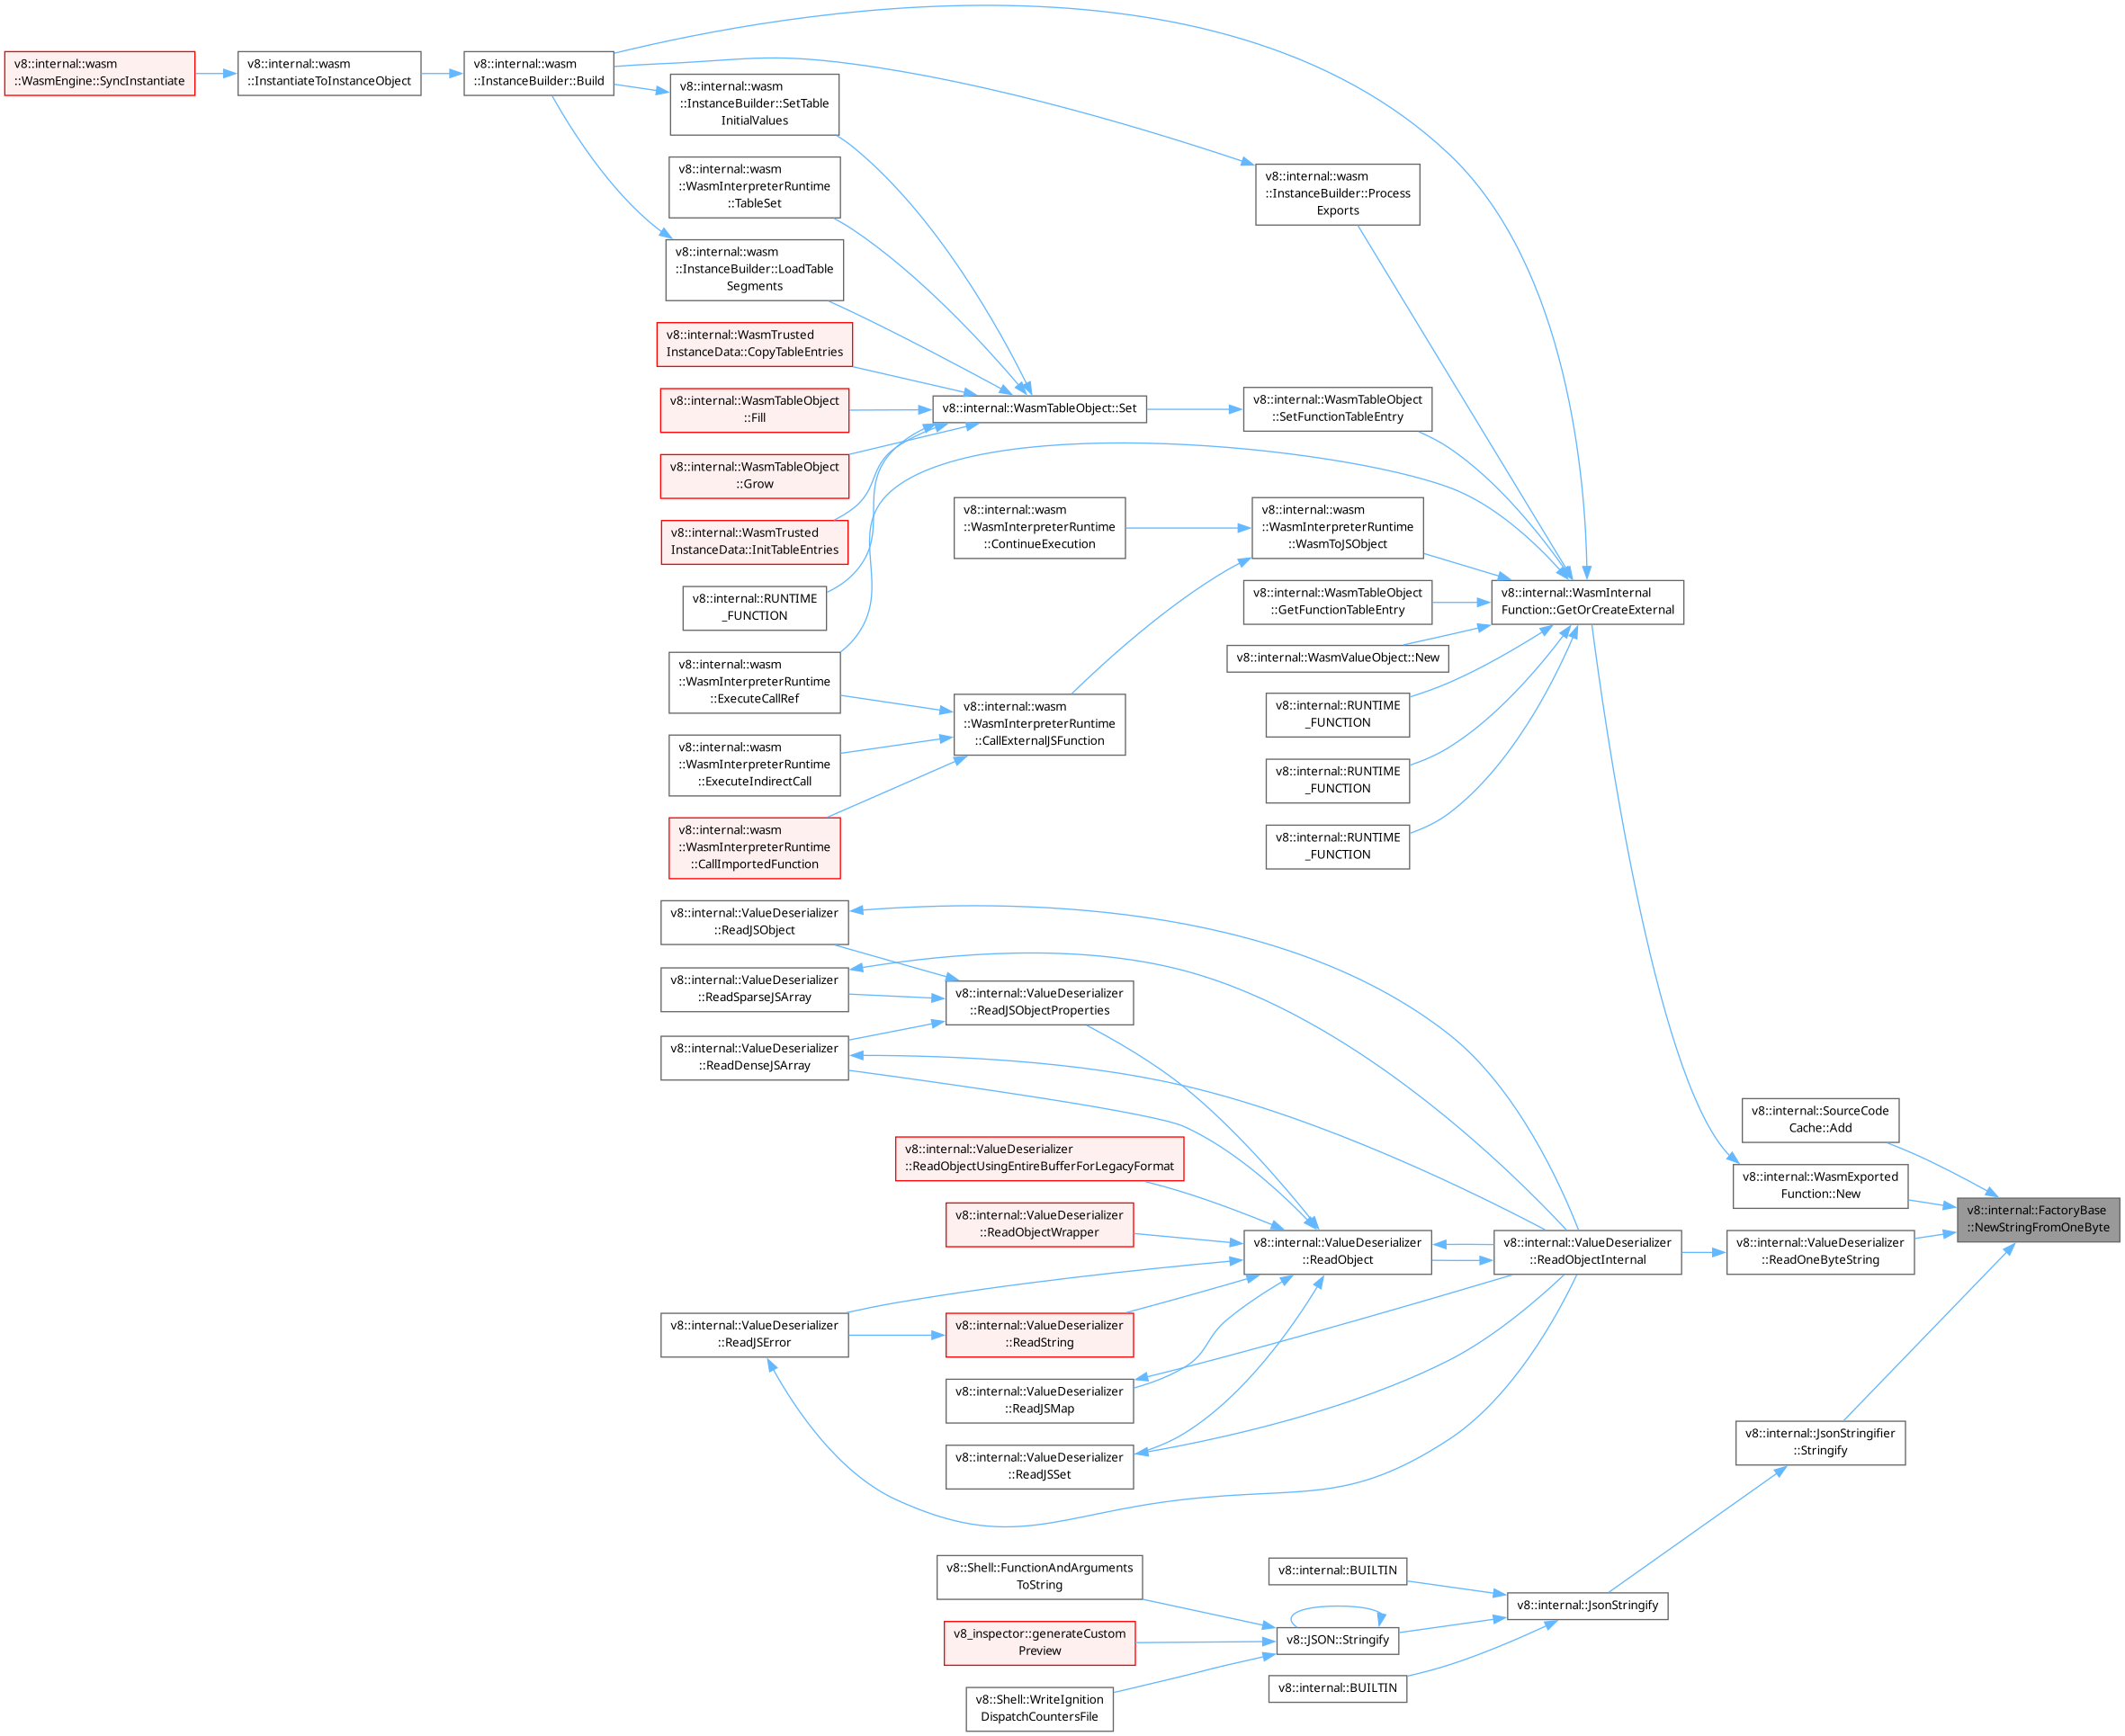 v8::internal::wasm
::WasmEngine::SyncInstantiate
v8::internal::wasm
::InstantiateToInstanceObject
v8::internal::wasm
::InstanceBuilder::Build
v8::internal::wasm
::InstanceBuilder::SetTable
InitialValues
v8::internal::wasm
::WasmInterpreterRuntime
::TableSet
v8::internal::wasm
::InstanceBuilder::LoadTable
Segments
v8::internal::WasmTrusted
InstanceData::CopyTableEntries
v8::internal::WasmTableObject
::Fill
v8::internal::WasmTableObject
::Grow
v8::internal::WasmTrusted
InstanceData::InitTableEntries
v8::internal::RUNTIME
_FUNCTION
v8::internal::wasm
::WasmInterpreterRuntime
::ExecuteCallRef
v8::internal::wasm
::WasmInterpreterRuntime
::ExecuteIndirectCall
v8::internal::wasm
::WasmInterpreterRuntime
::CallImportedFunction
v8::internal::WasmTableObject::Set
v8::internal::wasm
::WasmInterpreterRuntime
::ContinueExecution
v8::internal::wasm
::WasmInterpreterRuntime
::CallExternalJSFunction
v8::internal::wasm
::InstanceBuilder::Process
Exports
v8::internal::WasmTableObject
::SetFunctionTableEntry
v8::internal::wasm
::WasmInterpreterRuntime
::WasmToJSObject
v8::internal::WasmTableObject
::GetFunctionTableEntry
v8::internal::WasmValueObject::New
v8::internal::RUNTIME
_FUNCTION
v8::internal::RUNTIME
_FUNCTION
v8::internal::RUNTIME
_FUNCTION
v8::internal::WasmInternal
Function::GetOrCreateExternal
v8::internal::ValueDeserializer
::ReadJSObject
v8::internal::ValueDeserializer
::ReadSparseJSArray
v8::internal::ValueDeserializer
::ReadDenseJSArray
v8::internal::ValueDeserializer
::ReadJSObjectProperties
v8::internal::ValueDeserializer
::ReadObjectUsingEntireBufferForLegacyFormat
v8::internal::ValueDeserializer
::ReadObjectWrapper
v8::internal::ValueDeserializer
::ReadJSError
v8::internal::ValueDeserializer
::ReadString
v8::internal::ValueDeserializer
::ReadJSMap
v8::internal::ValueDeserializer
::ReadJSSet
v8::internal::ValueDeserializer
::ReadObject
v8::internal::ValueDeserializer
::ReadObjectInternal
v8::internal::SourceCode
Cache::Add
v8::internal::WasmExported
Function::New
v8::internal::ValueDeserializer
::ReadOneByteString
v8::internal::FactoryBase
::NewStringFromOneByte
v8::internal::JsonStringifier
::Stringify
v8::Shell::FunctionAndArguments
ToString
v8_inspector::generateCustom
Preview
v8::Shell::WriteIgnition
DispatchCountersFile
v8::internal::BUILTIN
v8::JSON::Stringify
v8::internal::BUILTIN
v8::internal::JsonStringify